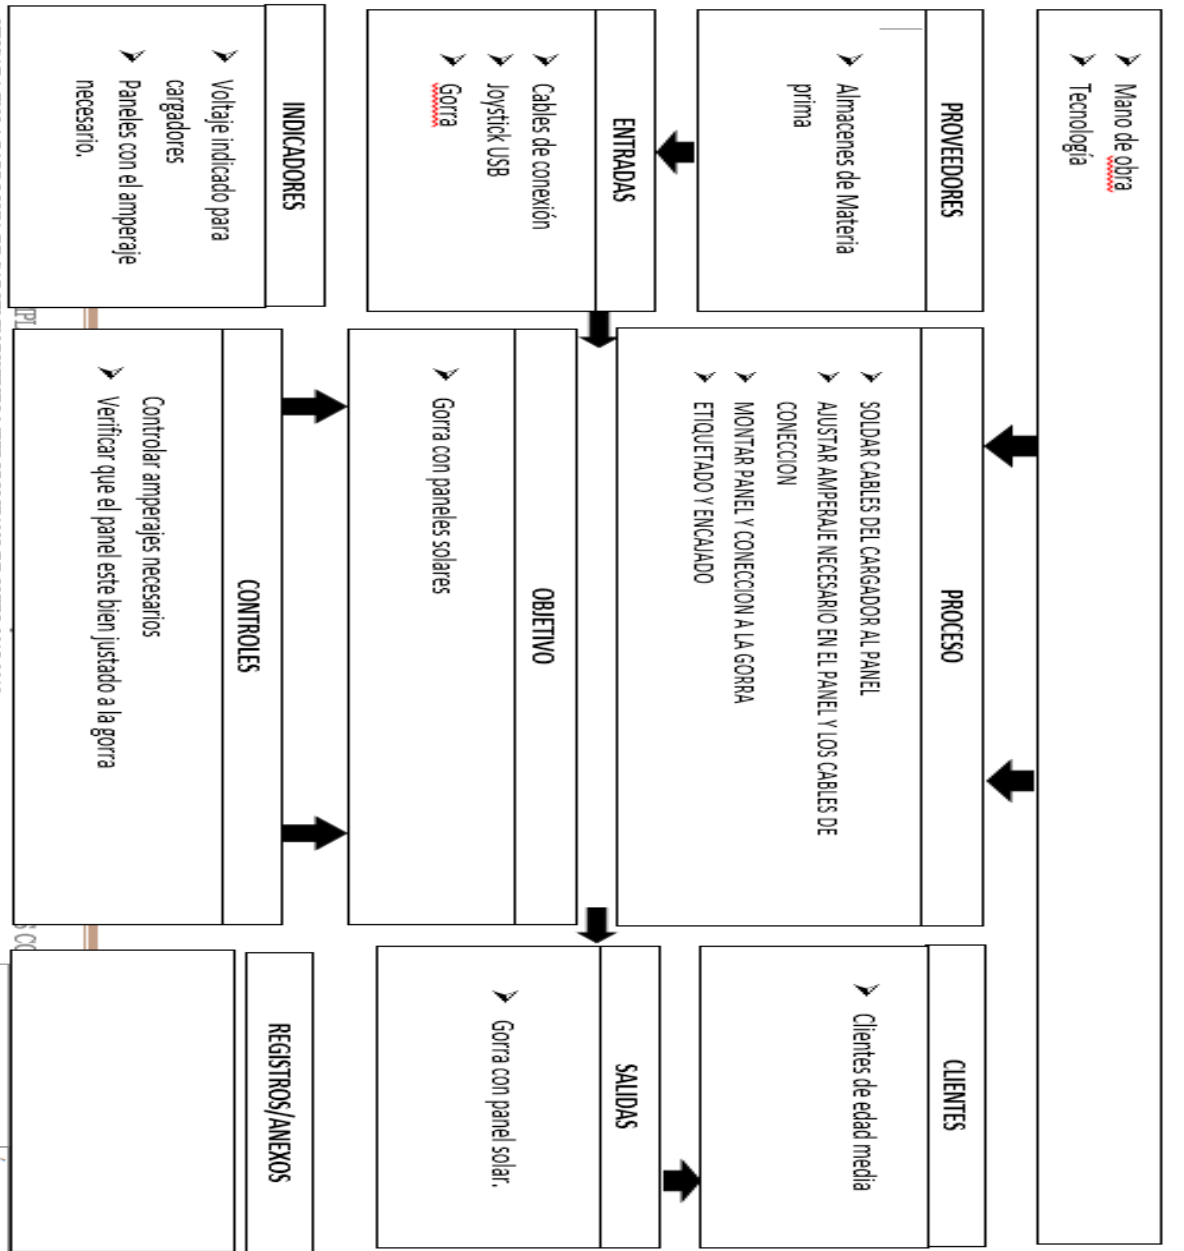 Mano de obra
Tecnología
PROVEEDORES
Almacenes de Materia
prima
PROCESO
SOLDAR CABLES DEL CARGADOR AL PANEL
AJUSTAR AMPERAJE NECESARIO EN EL PANEL Y LOS CABLES DE
CONECCION
MONTAR PANEL Y CONECCION A LA GORRA
ETIQUETADO Y ENCAJADO
CLIENTES
Clientes de edad media
ENTRADAS
Cables de conexión
Joystick USB
Gorra
OBJETIVO
Gorra con paneles solares
SALIDAS
Gorra con panel solar.
INDICADORES
Voltaje indicado para
cargadores
Paneles con el amperaje
necesario.
CONTROLES
Controlar amperajes necesarios
Verificar que el panel este bien justado a la gorra
REGISTROS/ANEXOS